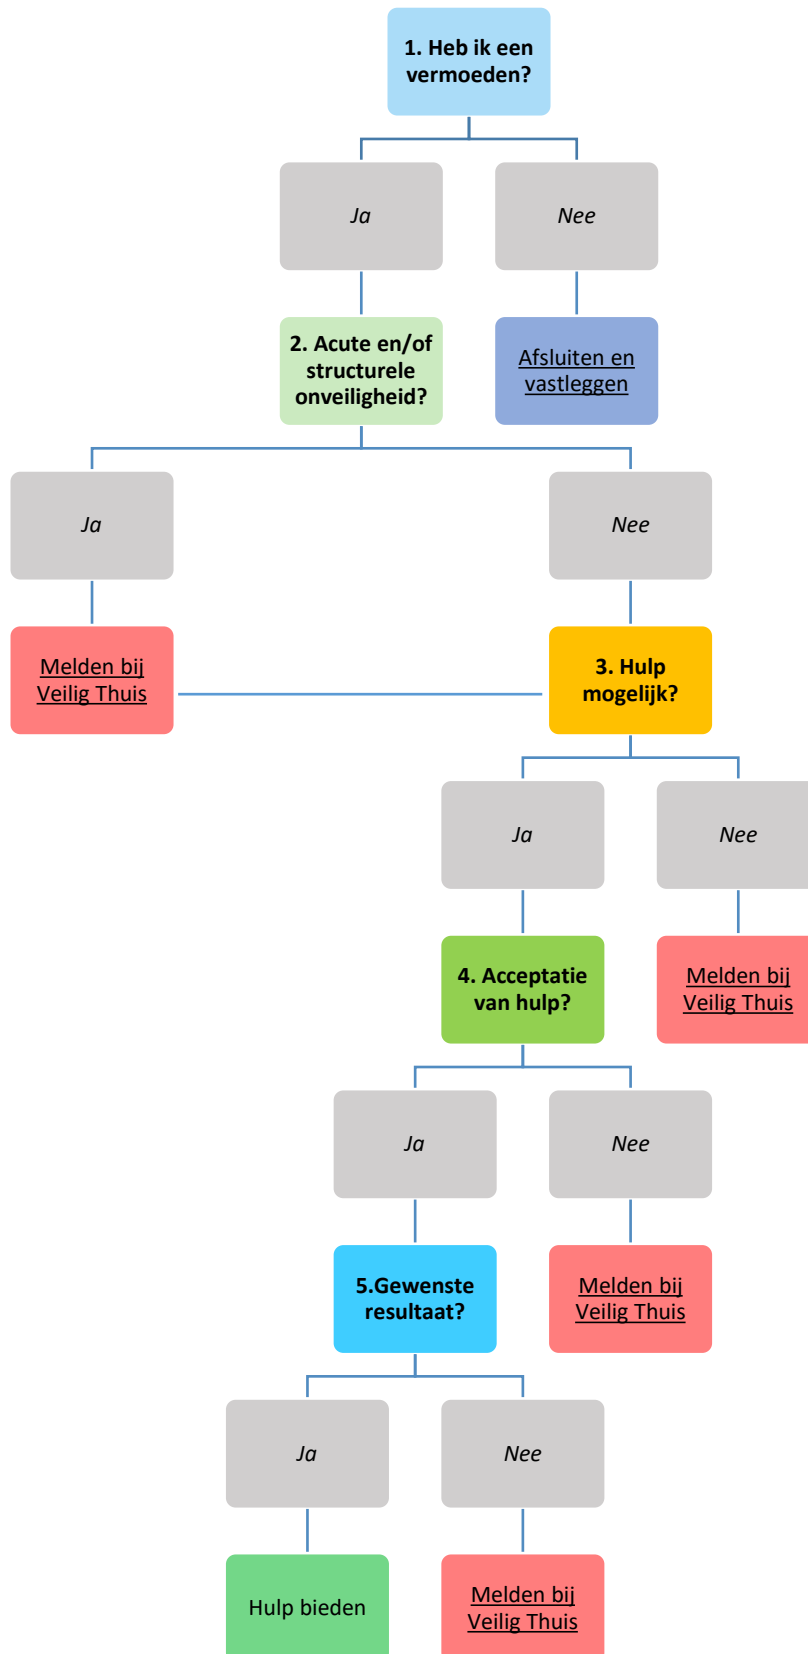 1. Heb ik een
vermoeden?
Ja
Nee
2. Acute en/of
structurele
onveiligheid?
Afsluiten en
vastleggen
Ja
Nee
Melden bij
Veilig Thuis
3. Hulp
mogelijk?
Ja
Nee
4. Acceptatie
van hulp?
Melden bij
Veilig Thuis
Ja
Nee
5.Gewenste
resultaat?
Melden bij
Veilig Thuis
Ja
Nee
Hulp bieden
Melden bij
Veilig Thuis